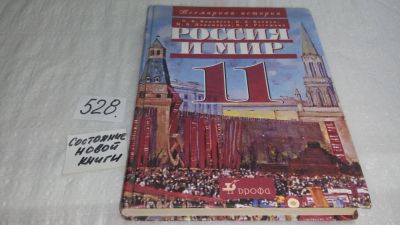 Всемирная история
РОССИЯ
И МИР
11
Дрофа
528.
СОСТОЯНИЕ
НОВОЙ
КНИГИ